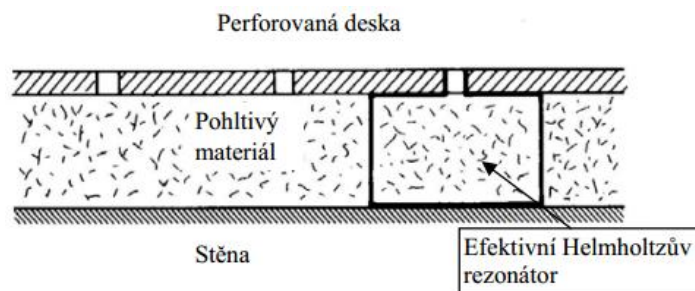 Perforovaná deska
Pohltivý
materiál
Stěna
Efektivní Helmholtzův
rezonátor